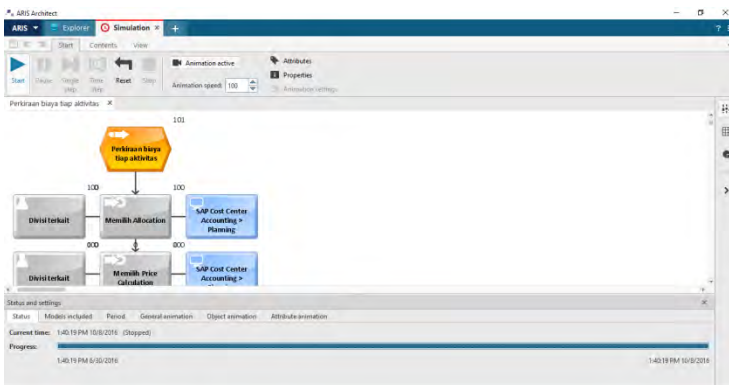 ARIS Architect
ARIS Explorer Simulation × +
Start Contents View
Start Pause Single step Time step Reset Stop
Animation active
Animation speed: 100
Attributes
Properties
Animation settings
Perkiraan biaya tiap aktivitas ×
101
Perkiraan biaya
tiap aktivitas
100 100
Divisi terkait
Memilih Allocation
SAP Cost Center
Accounting >
Planning
Divisi terkait
Memilih Price
Calculation
SAP Cost Center
Accounting >
Status and settings
Status Models included Period General animation Object animation Attribute animation
Current time: 1:40:19 PM 10/8/2016 (Stopped)
Progress:
1:40:19 PM 6/30/2016 1:40:19 PM 10/8/2016